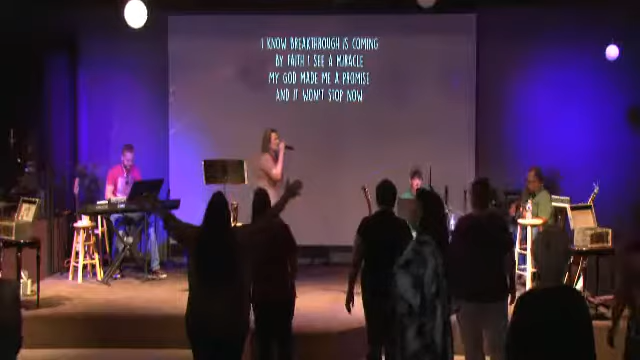 I KNOW BREAKTHROUGH IS COMING
BY FAITH I SEE A MIRACLE
MY GOD MADE ME A PROMISE
AND IT WON'T STOP NOW